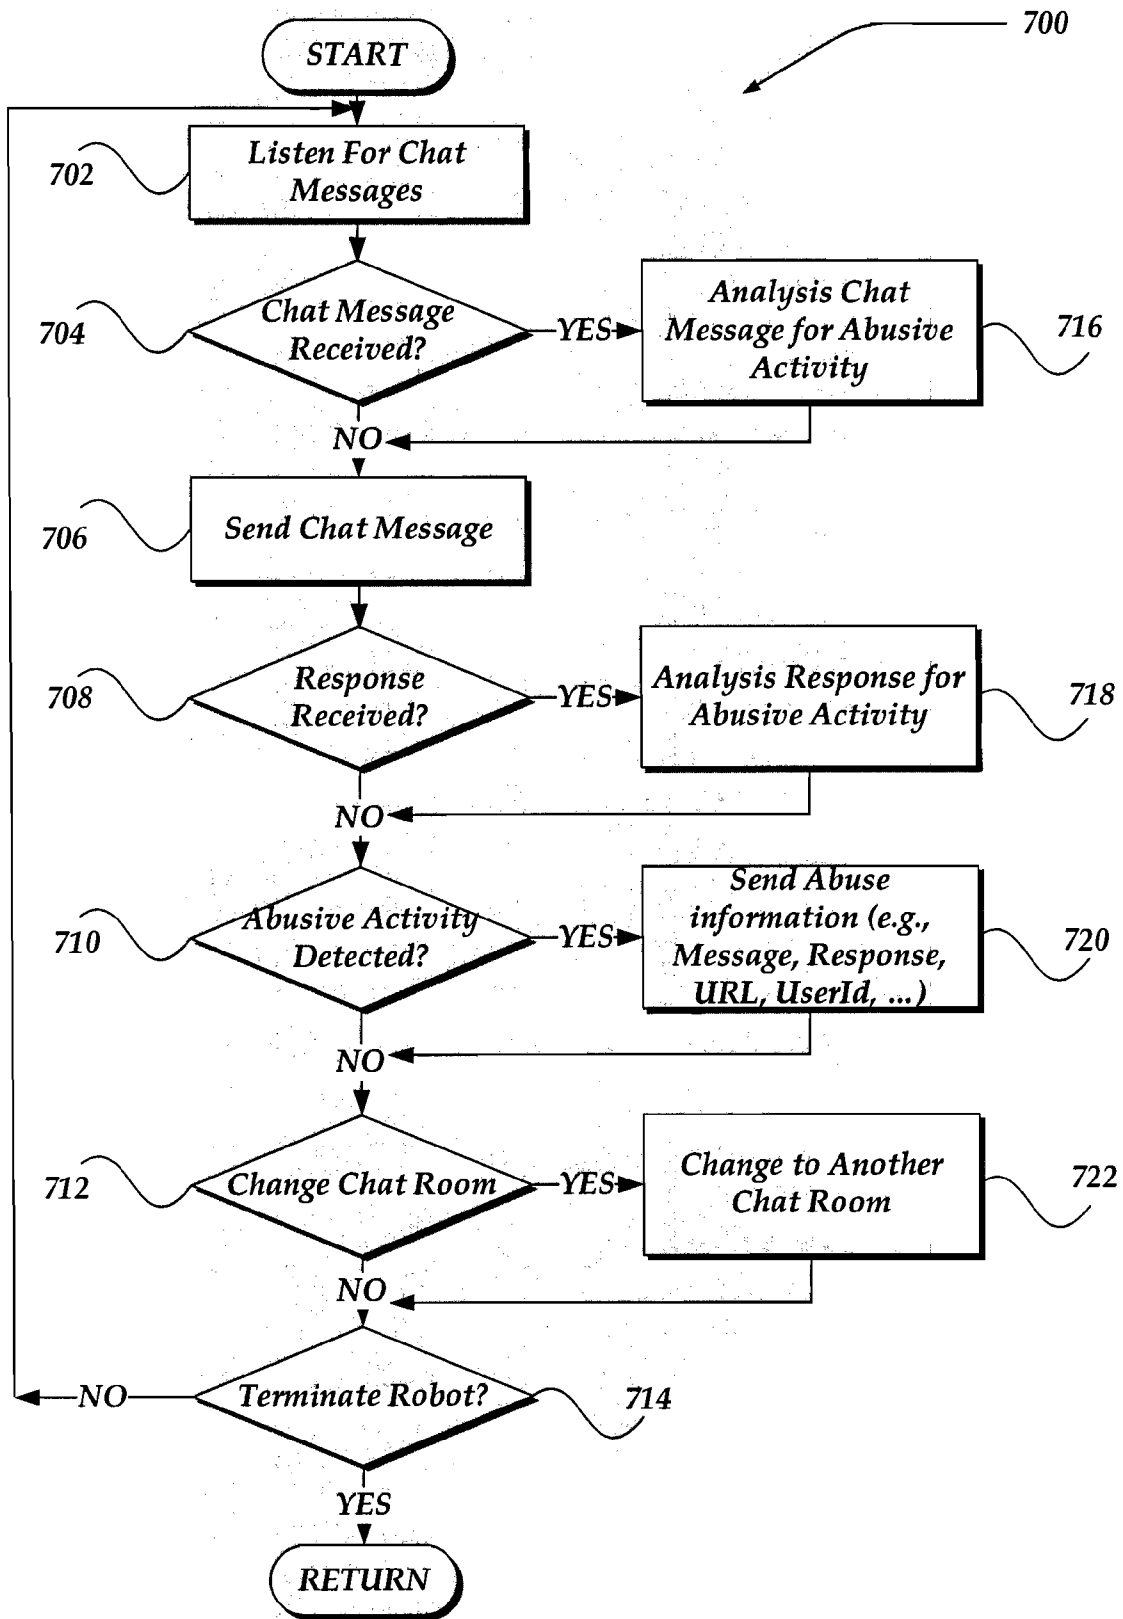 700
START
702
Listen For Chat
Messages
704
Chat Message
Received?
YES
Analysis Chat
Message for Abusive
Activity
716
NO
706
Send Chat Message
708
Response
Received?
YES
Analysis Response for
Abusive Activity
718
NO
710
Abusive Activity
Detected?
YES
Send Abuse
information (e.g.,
Message, Response,
URL, UserId, ...)
720
NO
712
Change Chat Room
YES
Change to Another
Chat Room
722
NO
NO
Terminate Robot?
714
YES
RETURN